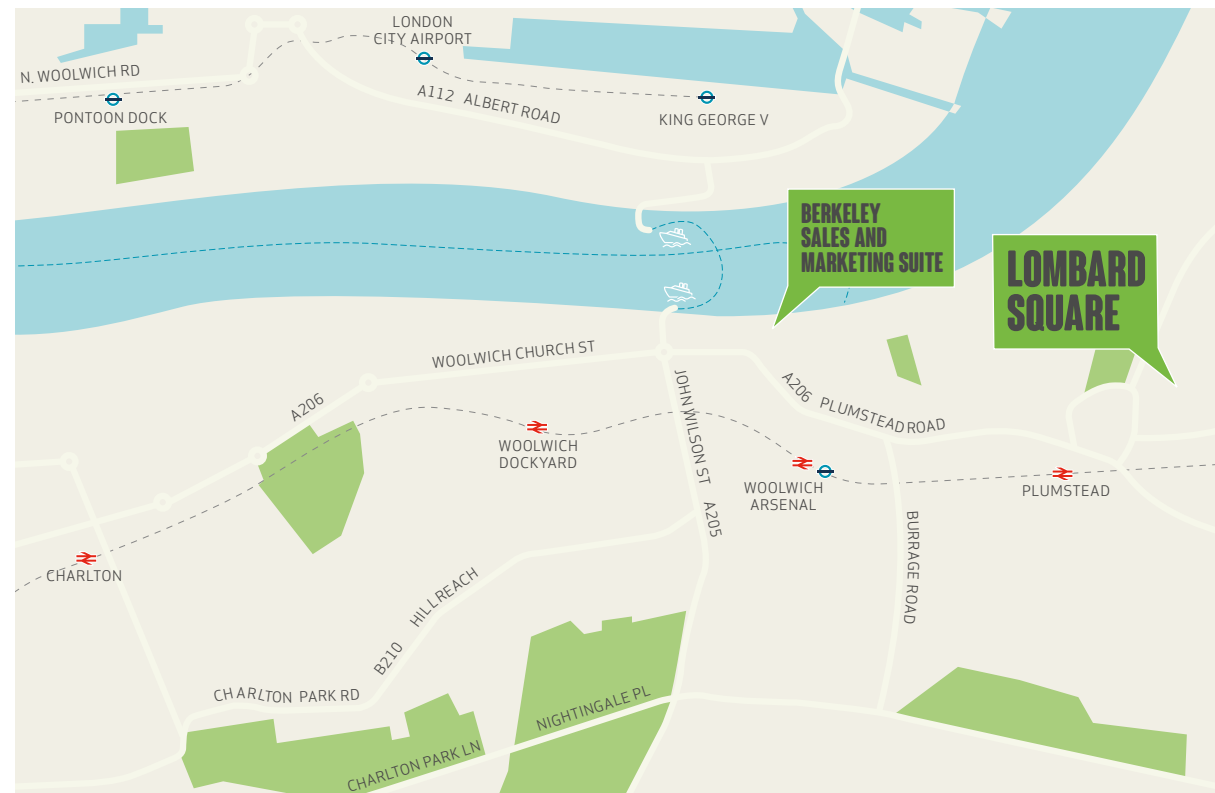 LONDON
CITY AIRPORT
N. WOOLWICH RD
PONTOON DOCK
A112 ALBERT ROAD
KING GEORGE V
BERKELEY
SALES AND
MARKETING SUITE
LOMBARD
SQUARE
WOOLWICH CHURCH ST
A206
A206 PLUMSTEAD ROAD
JOHN WILSON ST A205
WOOLWICH
DOCKYARD
WOOLWICH
ARSENAL
PLUMSTEAD
CHARLTON
BURRAGE ROAD
B210 HILLREACH
CHARLTON PARK RD
NIGHTINGALE PL
CHARLTON PARK LN